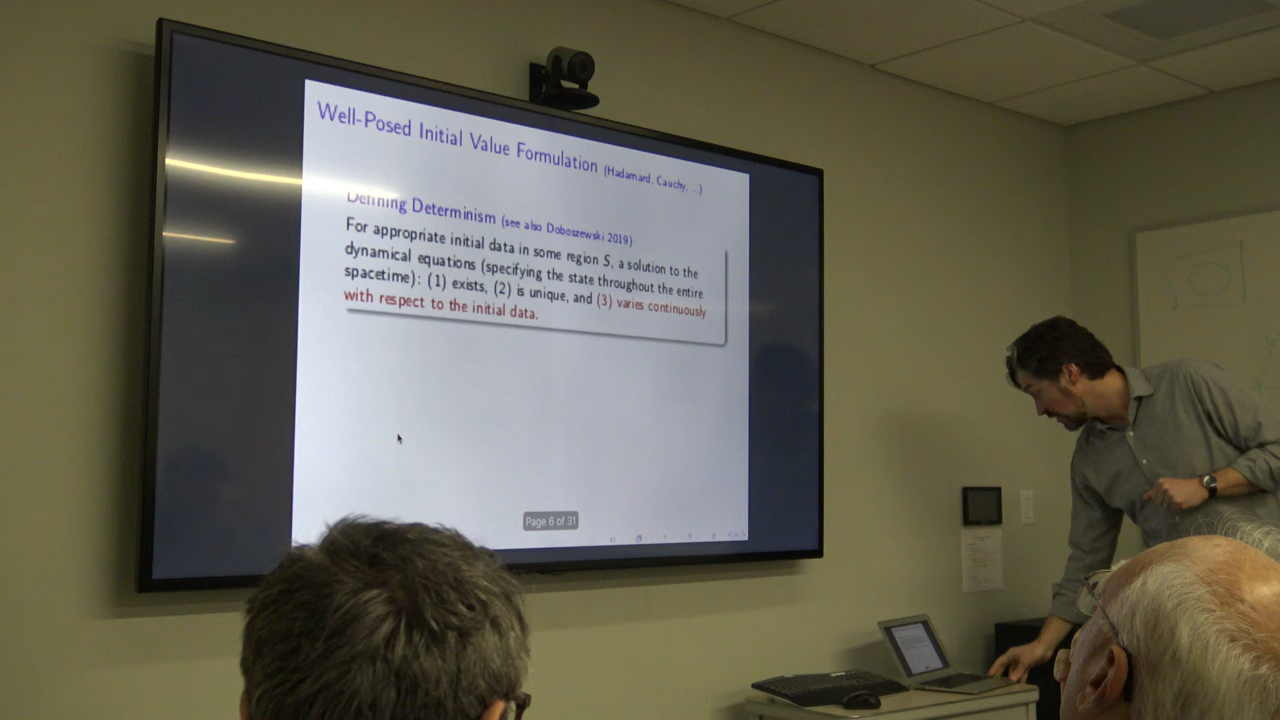 Well-Posed Initial Value Formulation (Hadamard, Cauchy, ...)
Defining Determinism (see also Doboszewski 2019)
For appropriate initial data in some region S, a solution to the
dynamical equations (specifying the state throughout the entire
spacetime): (1) exists, (2) is unique, and (3) varies continuously
with respect to the initial data.
Page 6 of 31